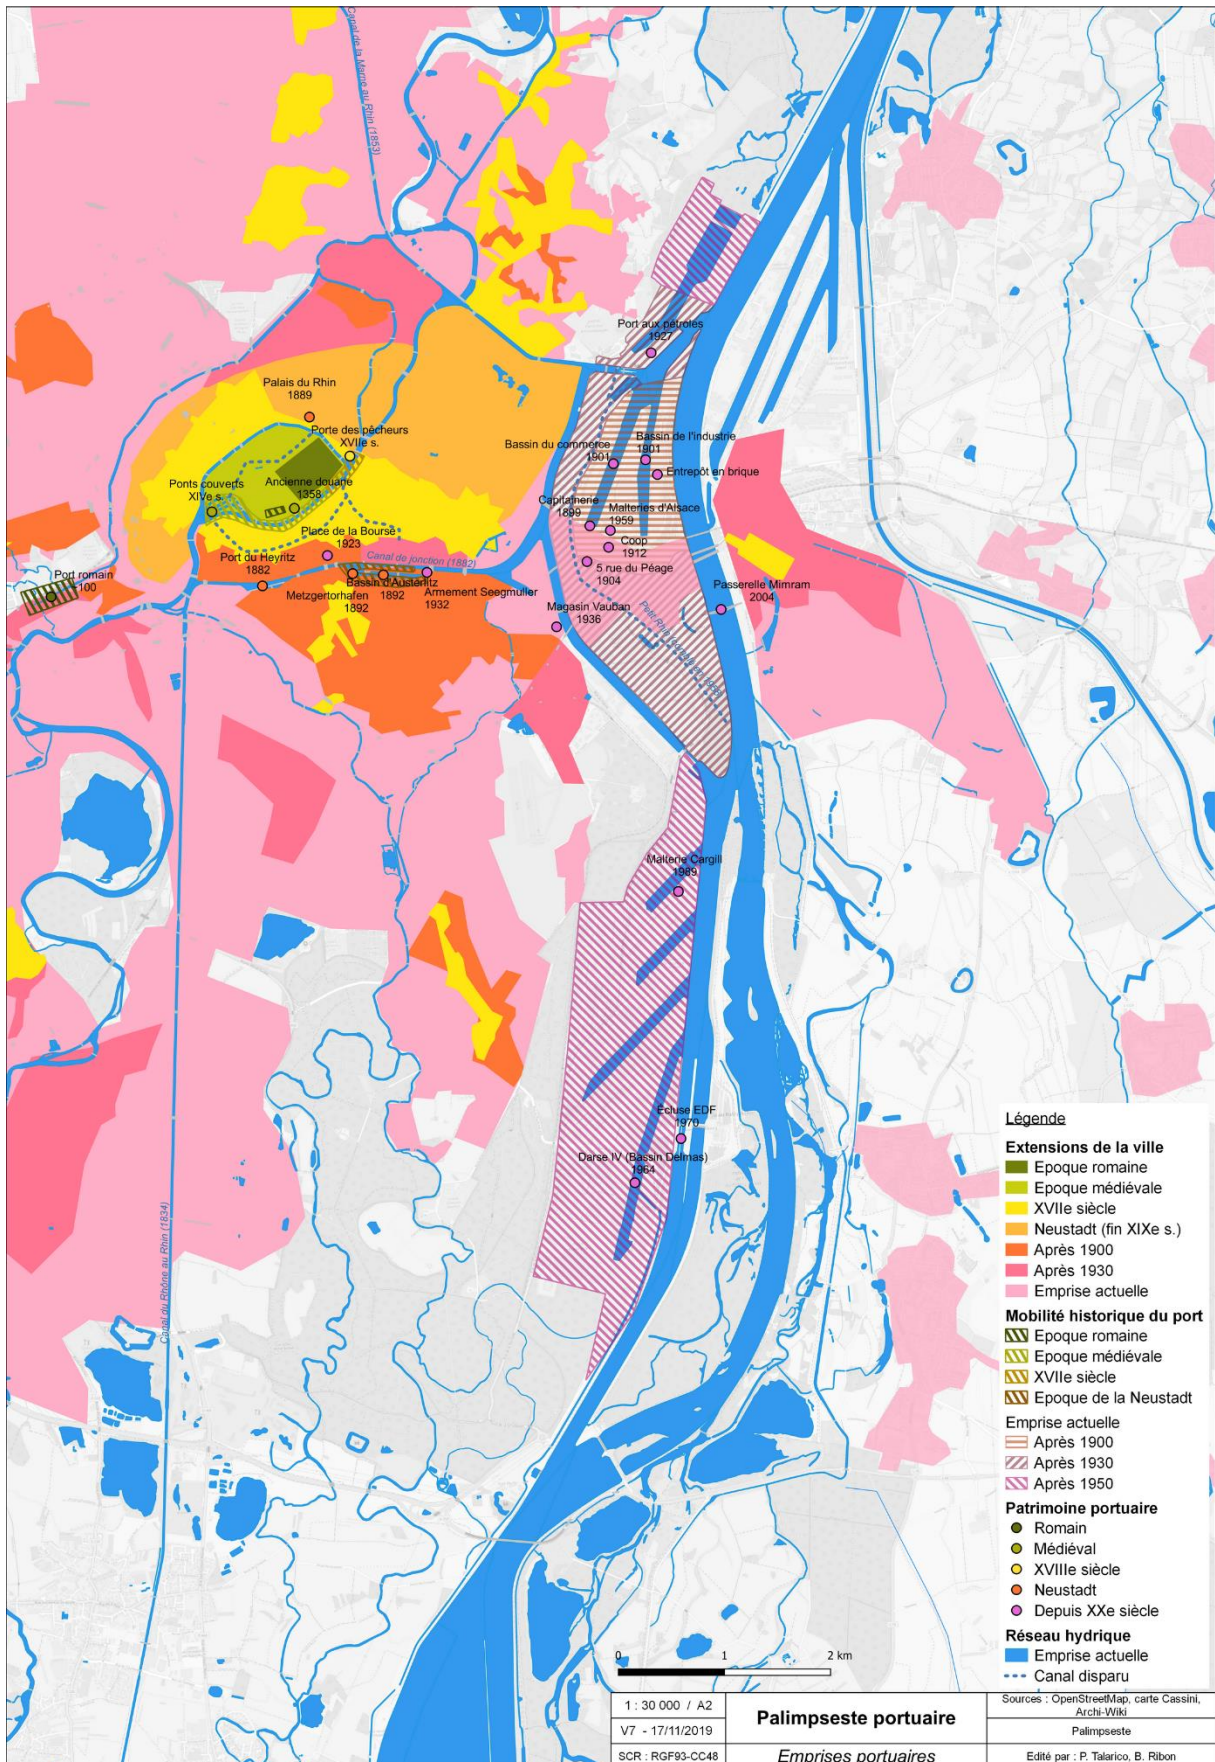 Canal de la Marne au Rhin (1853)
Port aux pétroles
1927
Palais du Rhin
1889
Porte des pêcheurs
XVIIe s.
Bassin du commerce
1901
Bassin de l'industrie
1901
Entrepôt en brique
Ponts couverts
XIVe s.
Ancienne douane
1358
Capitainerie
1899
Malteries d'Alsace
1959
Place de la Bourse
1923
Coop
1912
Canal de jonction (1882)
Port du Heyritz
1882
5 rue du Péage
1904
Port romain
-100
Bassin d'Austerlitz
1892
Metzgertorhafen
1892
Armement Seegmuller
1932
Passerelle Mimram
2004
Magasin Vauban
1936
Malterie Cargill
1989
Écluse EDF
1970
Darse IV (Bassin Delmas)
1964
Canal du Rhône au Rhin (1834)
Légende
Extensions de la ville
Epoque romaine
Epoque médiévale
XVIIe siècle
Neustadt (fin XIXe s.)
Après 1900
Après 1930
Emprise actuelle
Mobilité historique du port
Epoque romaine
Epoque médiévale
XVIIe siècle
Epoque de la Neustadt
Emprise actuelle
Après 1900
Après 1930
Après 1950
Patrimoine portuaire
Romain
Médiéval
XVIIIe siècle
Neustadt
Depuis XXe siècle
Réseau hydrique
Emprise actuelle
Canal disparu
0 1 2 km
1 : 30 000 / A2
V7 - 17/11/2019
SCR : RGF93-CC48
Palimpseste portuaire
Emprises portuaires
Sources : OpenStreetMap, carte Cassini,
Archi-Wiki
Palimpseste
Edité par : P. Talarico, B. Ribon